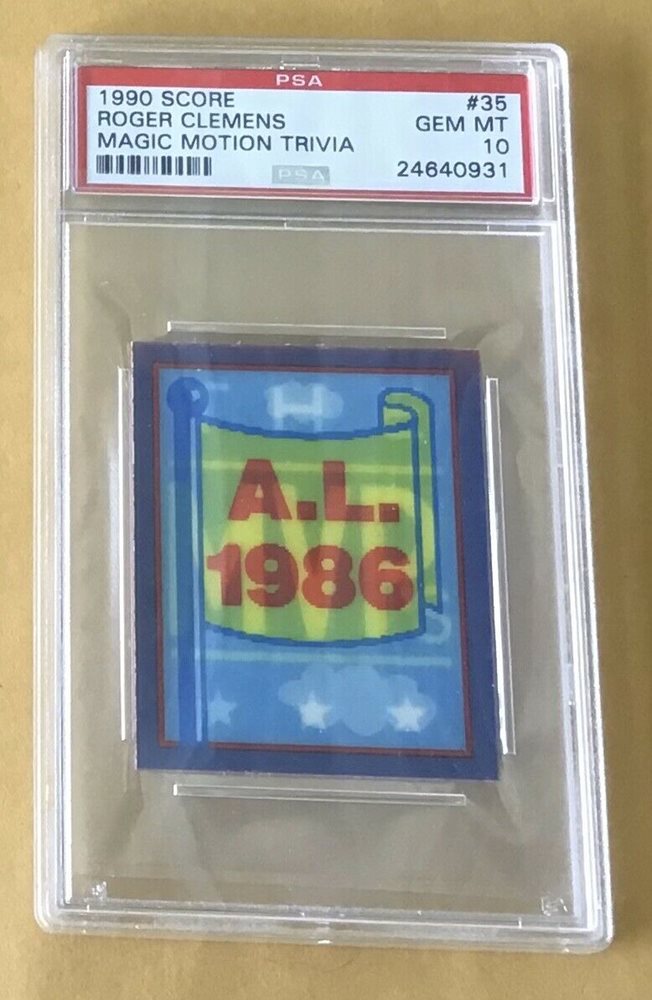 PSA
1990 SCORE #35
ROGER CLEMENS GEM MT
MAGIC MOTION TRIVIA 10
PSA 24640931
A.L.
1986